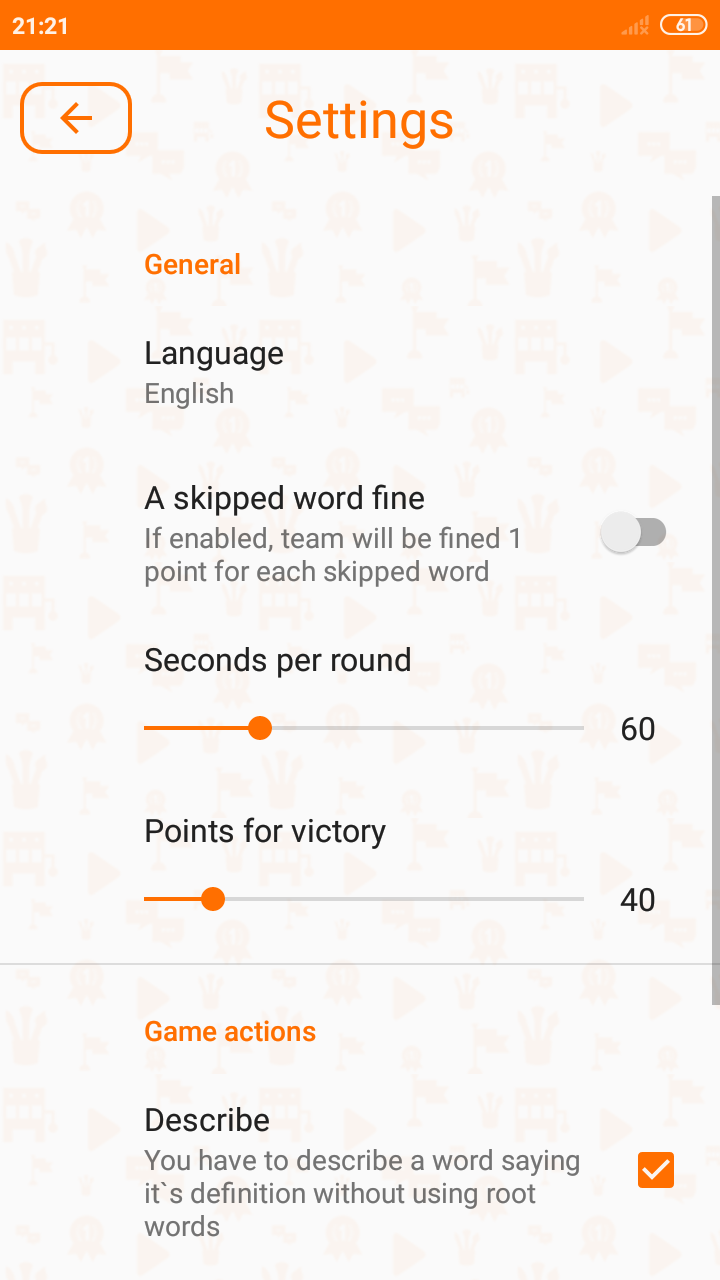 21:21
61
Settings
General
Language
English
A skipped word fine
If enabled, team will be fined 1
point for each skipped word
Seconds per round
60
Points for victory
40
Game actions
Describe
You have to describe a word saying
it`s definition without using root
words